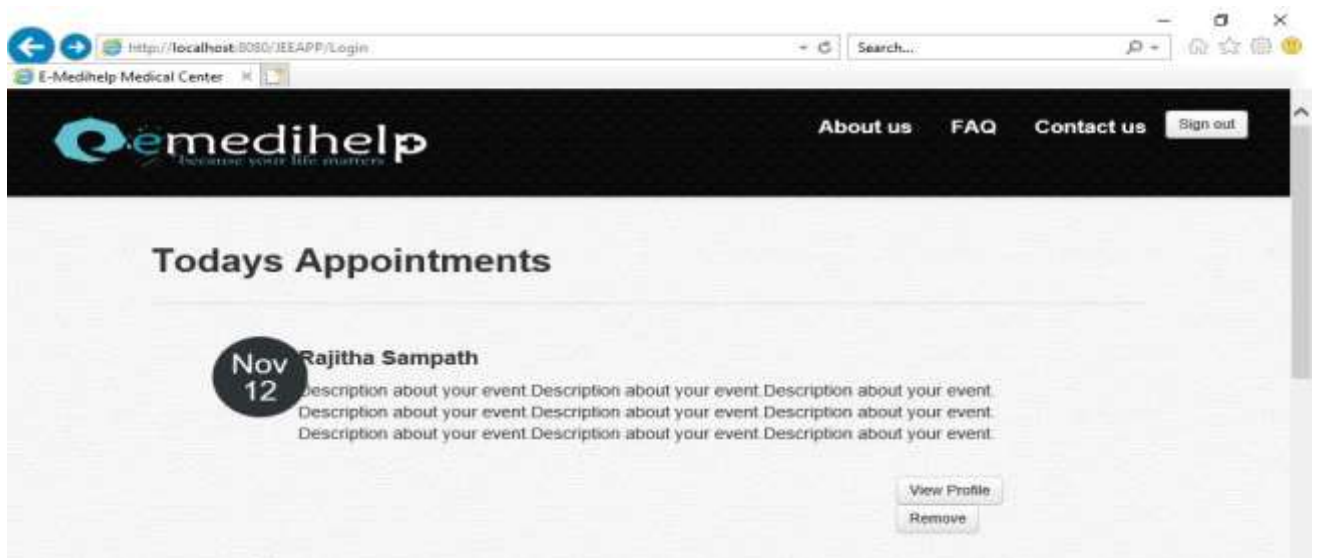 http://localhost:8080/JEEAPP/Login
Search...
E-Medihelp Medical Center
emedihelp
because your life matters
About us FAQ Contact us Sign out
Todays Appointments
Nov
12
Rajitha Sampath
Description about your event.Description about your event.Description about your event.
Description about your event.Description about your event.Description about your event.
Description about your event.Description about your event.Description about your event.
View Profile
Remove